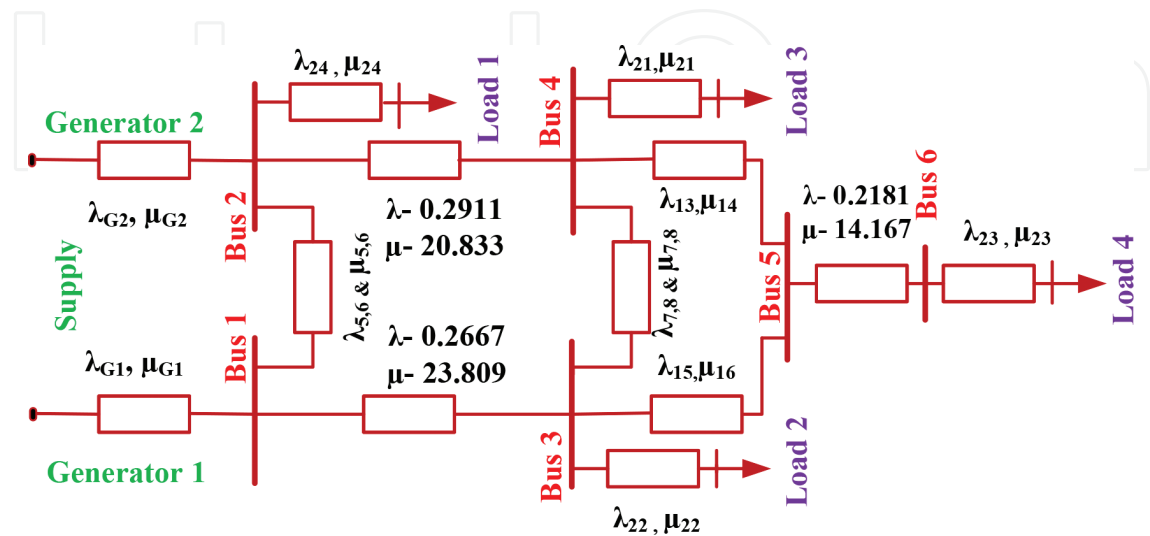 λ24 , μ24
Load 1
λ21,μ21
Load 3
Generator 2
Bus 4
λG2, μG2
Bus 2
λ- 0.2911
μ- 20.833
λ13,μ14
λ- 0.2181
μ- 14.167
Bus 6
λ23 , μ23
Supply
λ5,6 & μ5,6
λ7,8 & μ7,8
Bus 5
Load 4
Bus 1
λ- 0.2667
μ- 23.809
λG1, μG1
λ15,μ16
Generator 1
Bus 3
Load 2
λ22 , μ22